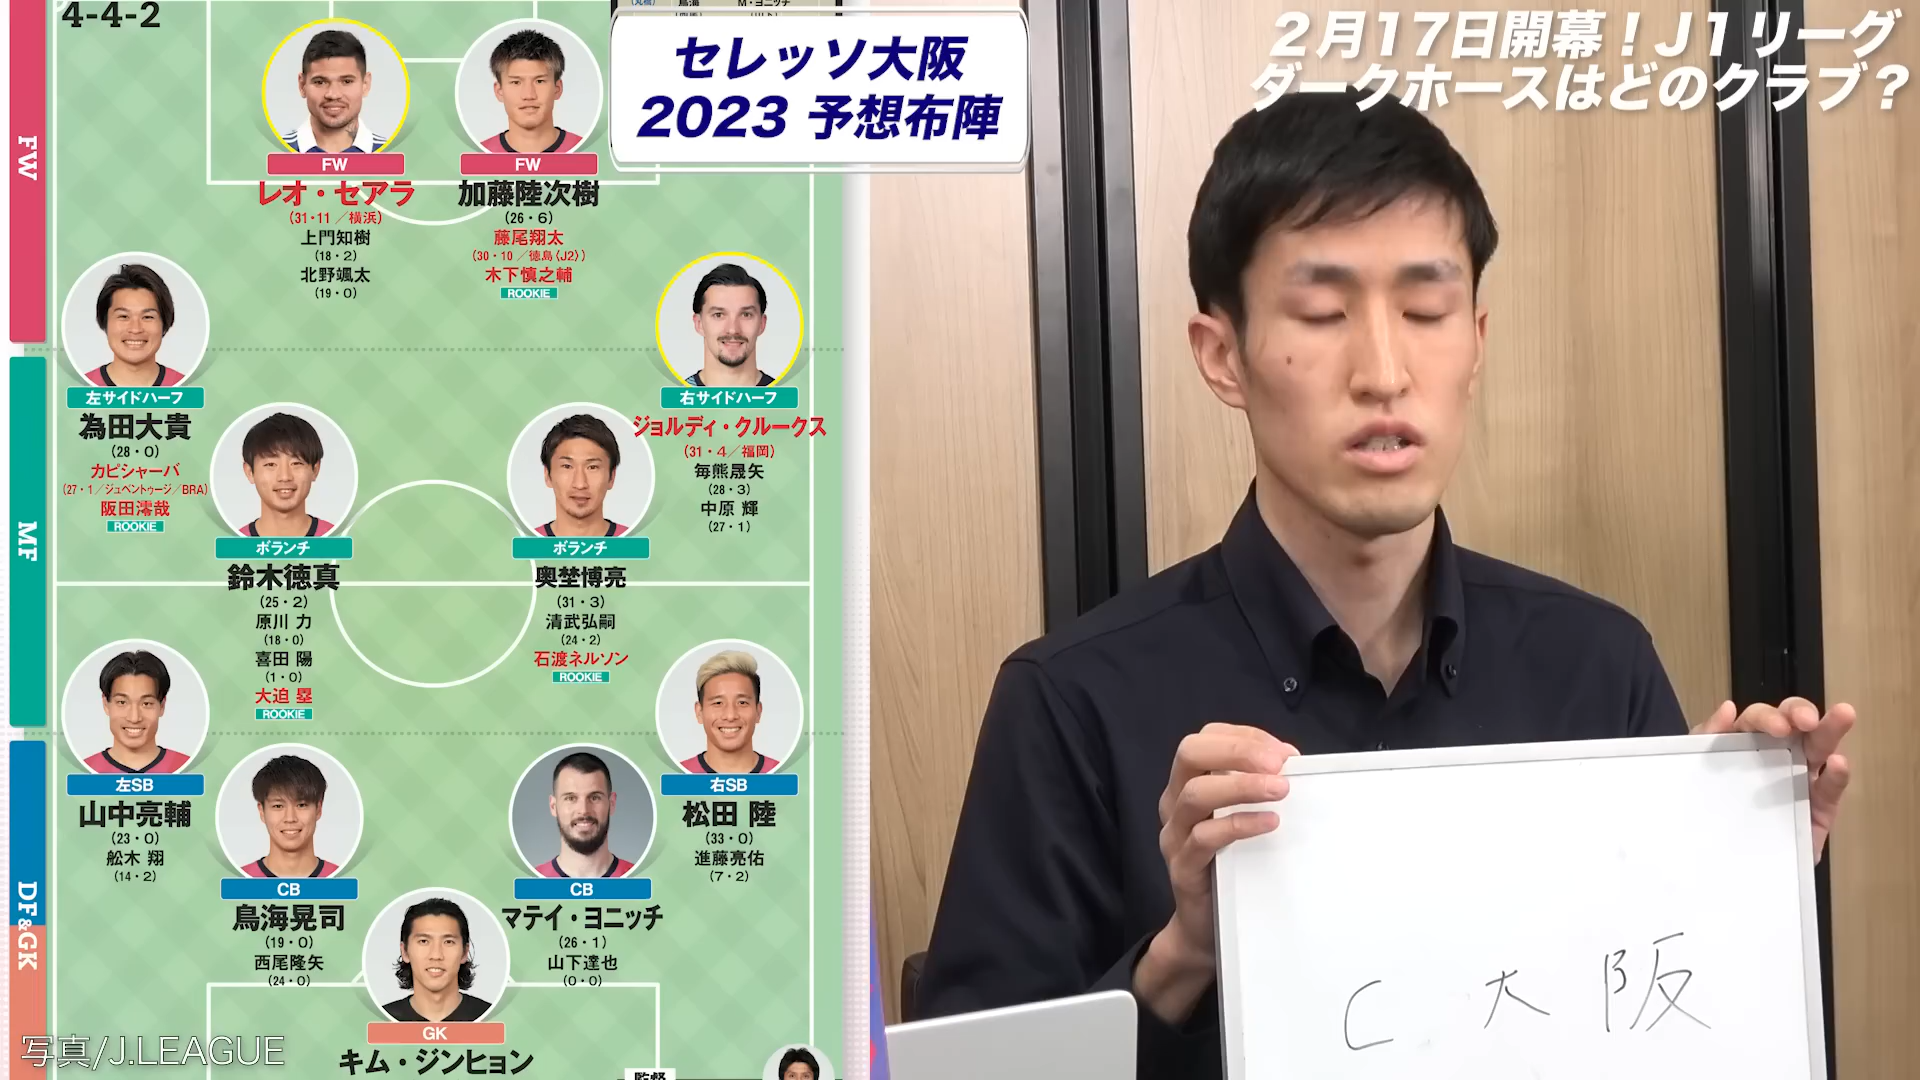 4-4-2
セレッソ大阪
2023 予想布陣
2月17日開幕！J1リーグ
ダークホースはどのクラブ？
FW
FW
レオ・セアラ
(31・11／横浜)
上門知樹
(18・2)
北野颯太
(19・0)
FW
加藤陸次樹
(26・6)
藤尾翔太
(30・10／徳島〈J2〉)
木下慎之輔
ROOKIE
MF
左サイドハーフ
為田大貴
(28・0)
カピシャーバ
(27・1／ジュベントゥージ／BRA)
阪田澪哉
ROOKIE
ボランチ
鈴木徳真
(25・2)
原川 力
(18・0)
喜田 陽
(1・0)
大迫 塁
ROOKIE
ボランチ
奥埜博亮
(31・3)
清武弘嗣
(24・2)
石渡ネルソン
ROOKIE
右サイドハーフ
ジョルディ・クルークス
(31・4／福岡)
毎熊晟矢
(28・3)
中原 輝
(27・1)
DF&GK
左SB
山中亮輔
(23・0)
舩木 翔
(14・2)
CB
鳥海晃司
(19・0)
西尾隆矢
(24・0)
CB
マテイ・ヨニッチ
(26・1)
山下達也
(0・0)
右SB
松田 陸
(33・0)
進藤亮佑
(7・2)
GK
キム・ジンヒョン
監督
写真/J.LEAGUE
C大阪